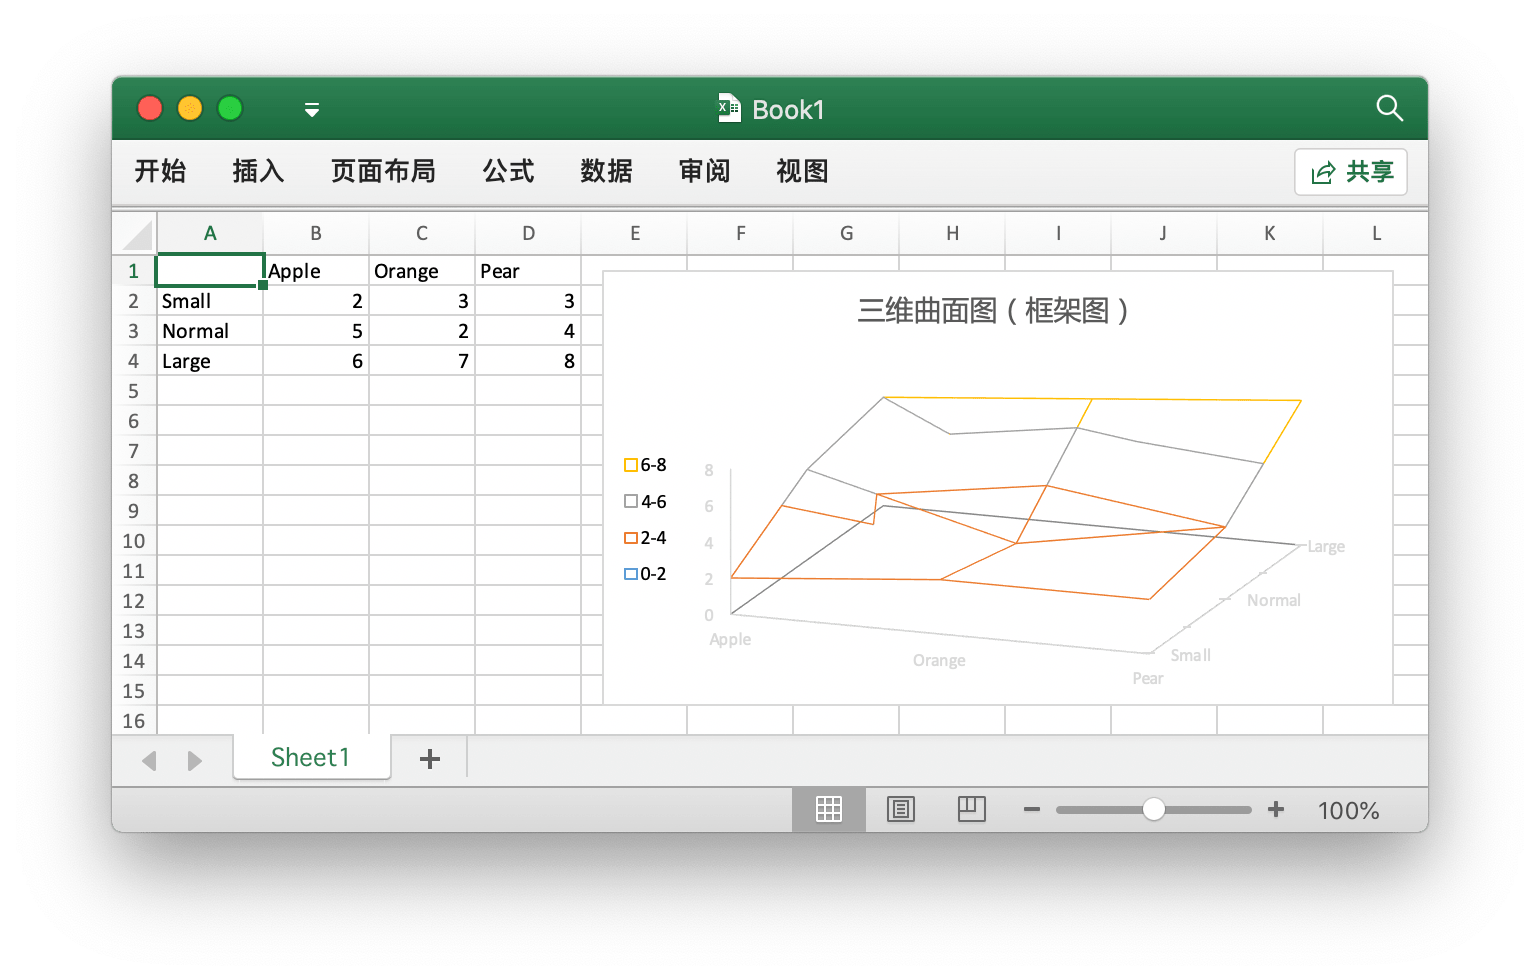 Book1
开始 插入 页面布局 公式 数据 审阅 视图 共享
A B C D E F G H I J K L
1 Apple Orange Pear
2 Small 2 3 3
3 Normal 5 2 4
4 Large 6 7 8
5
6
7
8
9
10
11
12
13
14
15
16
三维曲面图（框架图）
6-8
4-6
2-4
0-2
8
6
4
2
0
Apple
Orange
Pear
Small
Normal
Large
Sheet1
100%